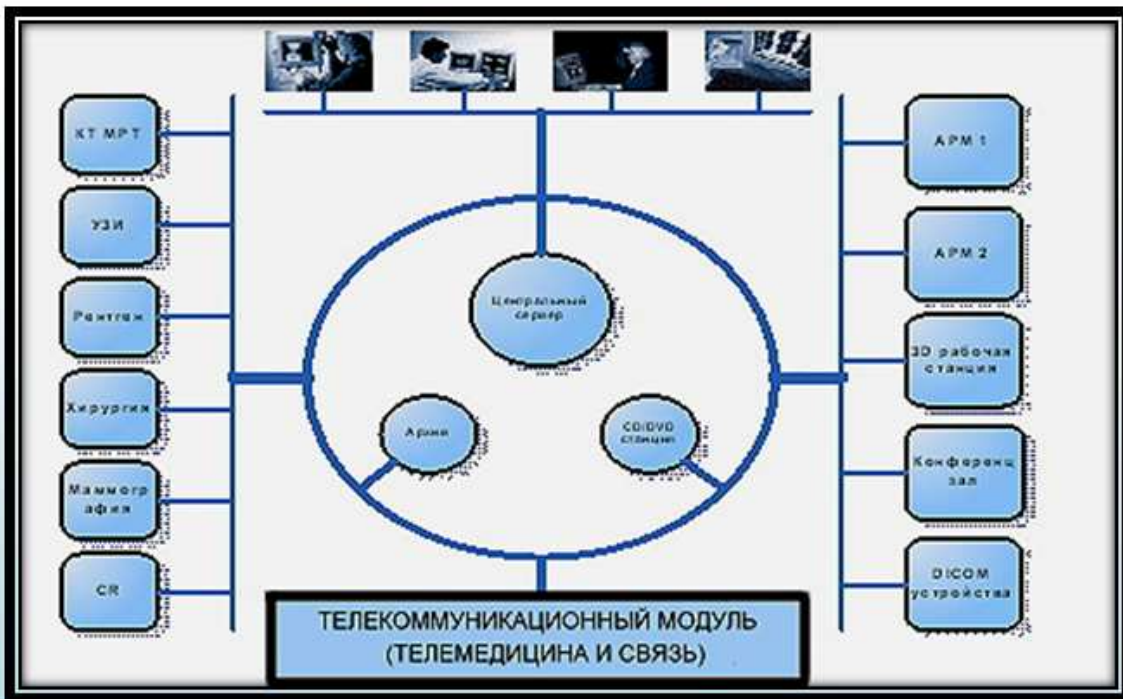 КТ МРТ
УЗИ
Рентген
Хирургия
Маммогр
афия
CR
Центральный
сервер
Архив
CD/DVD
станция
АРМ 1
АРМ 2
3D рабочая
станция
Конференц
зал
DICOM
устройства
ТЕЛЕКОММУНИКАЦИОННЫЙ МОДУЛЬ
(ТЕЛЕМЕДИЦИНА И СВЯЗЬ)